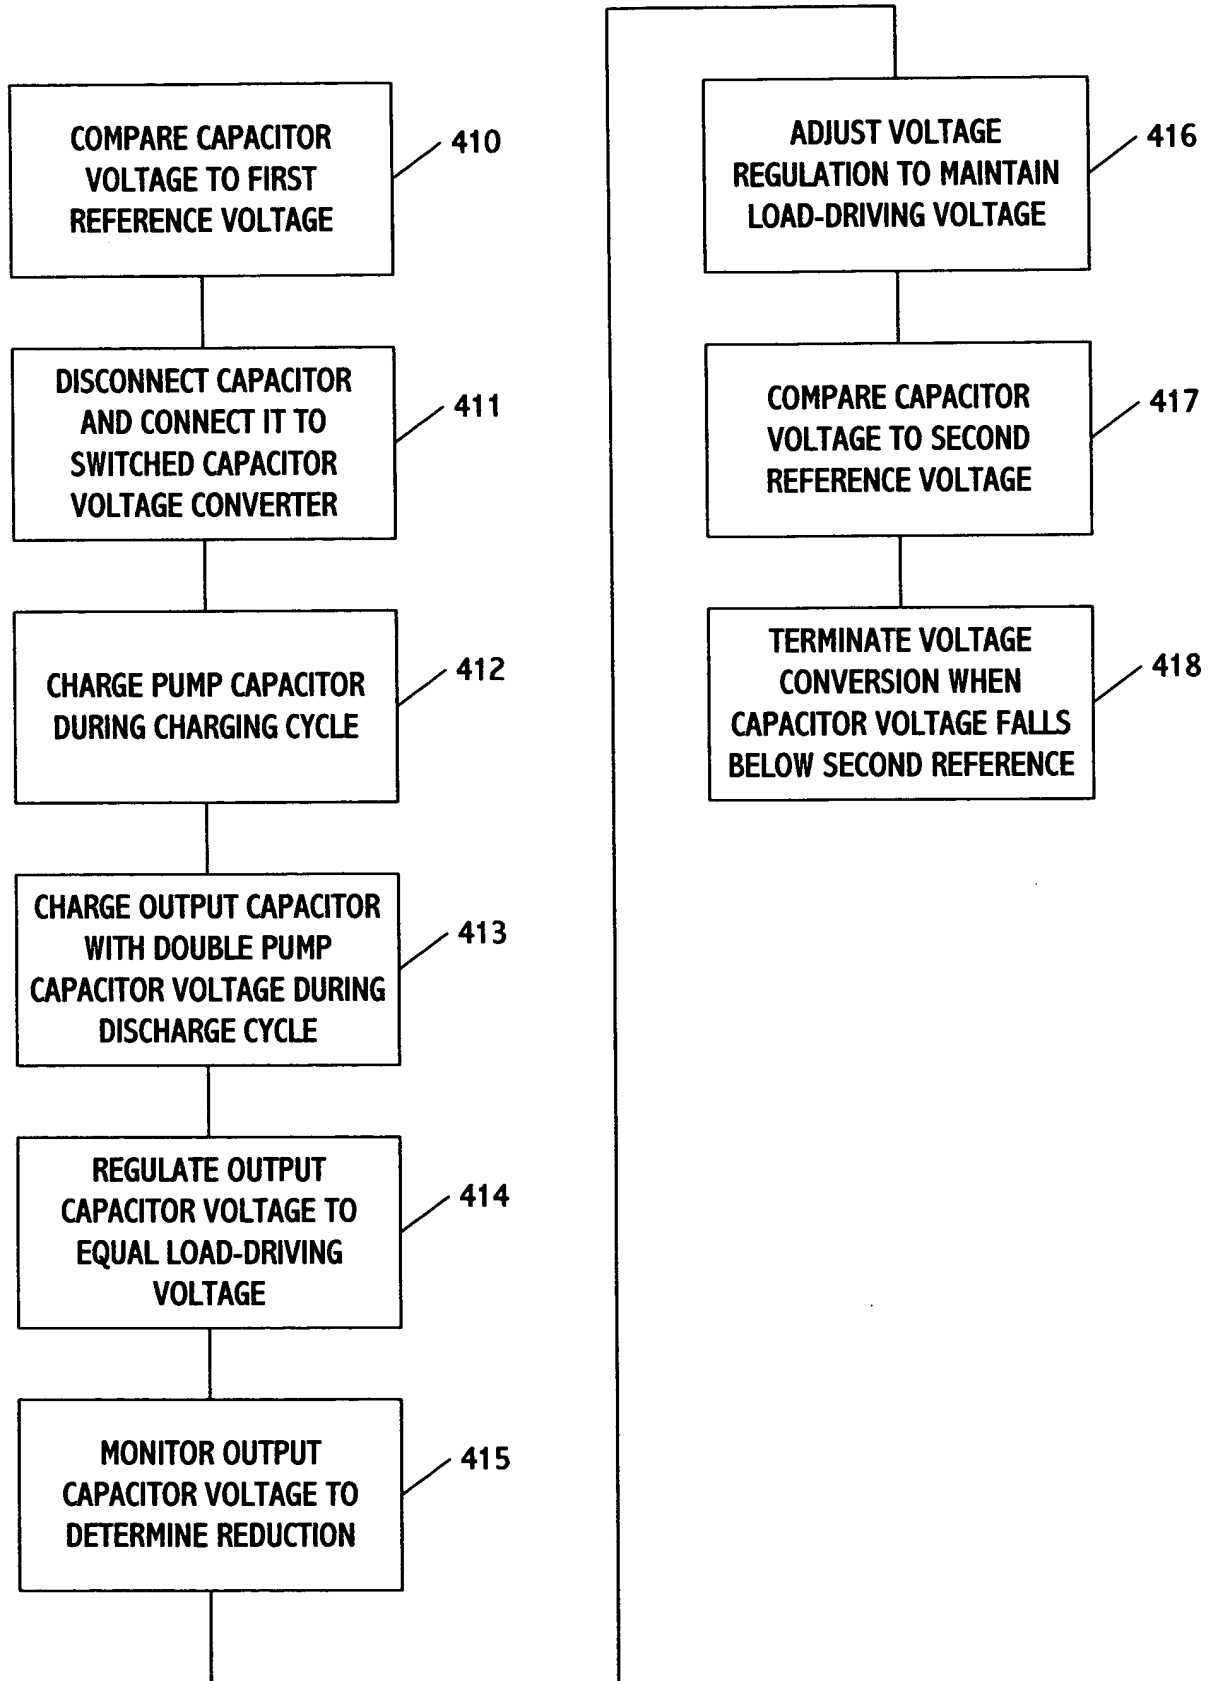 COMPARE CAPACITOR
VOLTAGE TO FIRST
REFERENCE VOLTAGE
410
DISCONNECT CAPACITOR
AND CONNECT IT TO
SWITCHED CAPACITOR
VOLTAGE CONVERTER
411
CHARGE PUMP CAPACITOR
DURING CHARGING CYCLE
412
CHARGE OUTPUT CAPACITOR
WITH DOUBLE PUMP
CAPACITOR VOLTAGE DURING
DISCHARGE CYCLE
413
REGULATE OUTPUT
CAPACITOR VOLTAGE TO
EQUAL LOAD-DRIVING
VOLTAGE
414
MONITOR OUTPUT
CAPACITOR VOLTAGE TO
DETERMINE REDUCTION
415
ADJUST VOLTAGE
REGULATION TO MAINTAIN
LOAD-DRIVING VOLTAGE
416
COMPARE CAPACITOR
VOLTAGE TO SECOND
REFERENCE VOLTAGE
417
TERMINATE VOLTAGE
CONVERSION WHEN
CAPACITOR VOLTAGE FALLS
BELOW SECOND REFERENCE
418